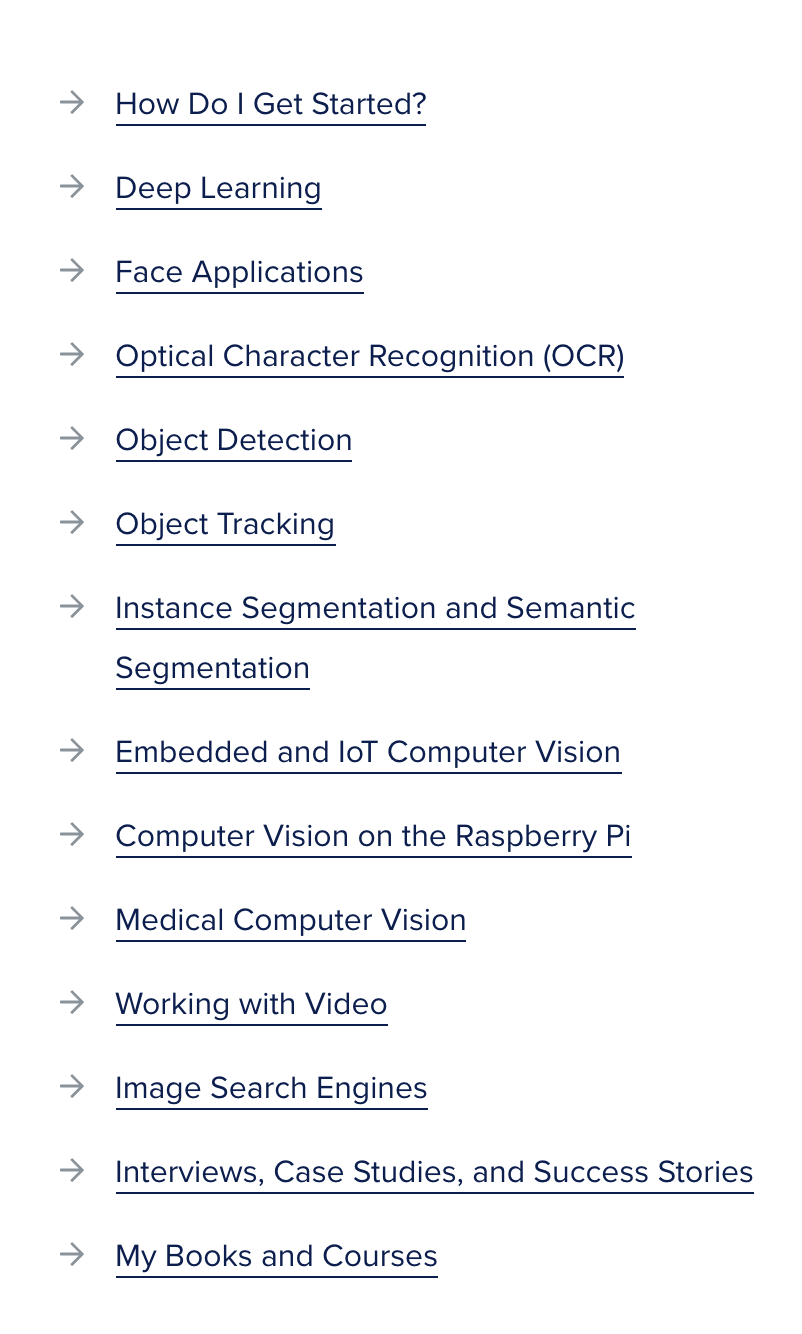 How Do I Get Started?
Deep Learning
Face Applications
Optical Character Recognition (OCR)
Object Detection
Object Tracking
Instance Segmentation and Semantic
Segmentation
Embedded and IoT Computer Vision
Computer Vision on the Raspberry Pi
Medical Computer Vision
Working with Video
Image Search Engines
Interviews, Case Studies, and Success Stories
My Books and Courses